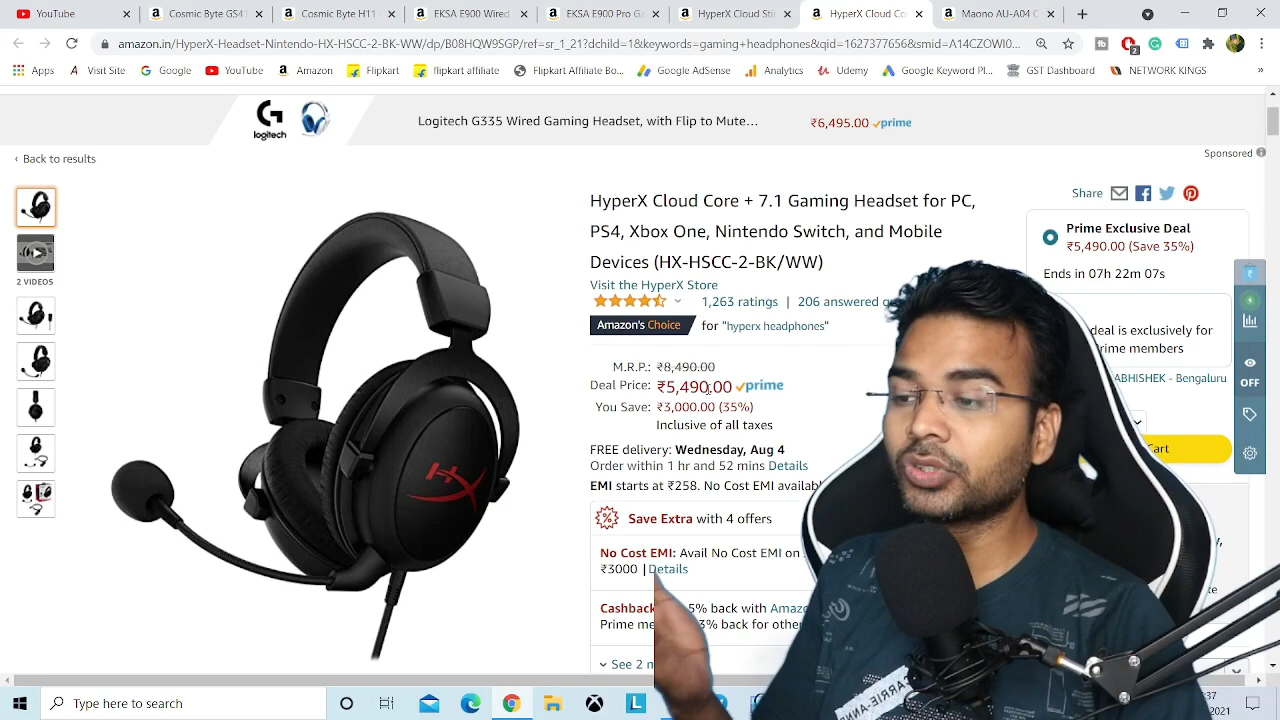 YouTube
Cosmic Byte GS41
Cosmic Byte H11
EKSA E900 Wired
EKSA E900 Pro G
HyperX Cloud Sti
HyperX Cloud Co
Maono AU-A04 C
amazon.in/HyperX-Headset-Nintendo-HX-HSCC-2-BK-WW/dp/B98HQW9SGP/ref=sr_1_21?dchild=1&keywords=gaming+headphones&qid=1627377656&smid=A14CZOWI0...
2
Apps
Visit Site
Google
YouTube
Amazon
Flipkart
flipkart affilate
Flipkart Affiliate Bo...
Google AdSense
Analytics
Udemy
Google Keyword Pl...
GST Dashboard
NETWORK KINGS
»
logitech
Logitech G335 Wired Gaming Headset, with Flip to Mute...
₹6,495.00 prime
‹ Back to results
Sponsored
Share
HyperX Cloud Core + 7.1 Gaming Headset for PC,
PS4, Xbox One, Nintendo Switch, and Mobile
Devices (HX-HSCC-2-BK/WW)
Visit the HyperX Store
1,263 ratings | 206 answered
Amazon's Choice for "hyperx headphones"
M.R.P.: ₹8,490.00
Deal Price: ₹5,490.00 prime
You Save: ₹3,000.00 (35%)
Inclusive of all taxes
FREE delivery: Wednesday, Aug 4
Order within 1 hr and 52 mins Details
EMI starts at ₹258. No Cost EMI availab
Save Extra with 4 offers
No Cost EMI: Avail No Cost EMI on
₹3000 | Details
Cashback
5% back with Amazo
Prime me
3% back for other
See 2 m
2 VIDEOS
HX
Prime Exclusive Deal
₹5,490.00 (Save 35%)
Ends in 07h 22m 07s
deal is exclusively for
rime members
ABHISHEK - Bengaluru
Cart
OFF
CARRIE-ANNE
Type here to search
L
2021